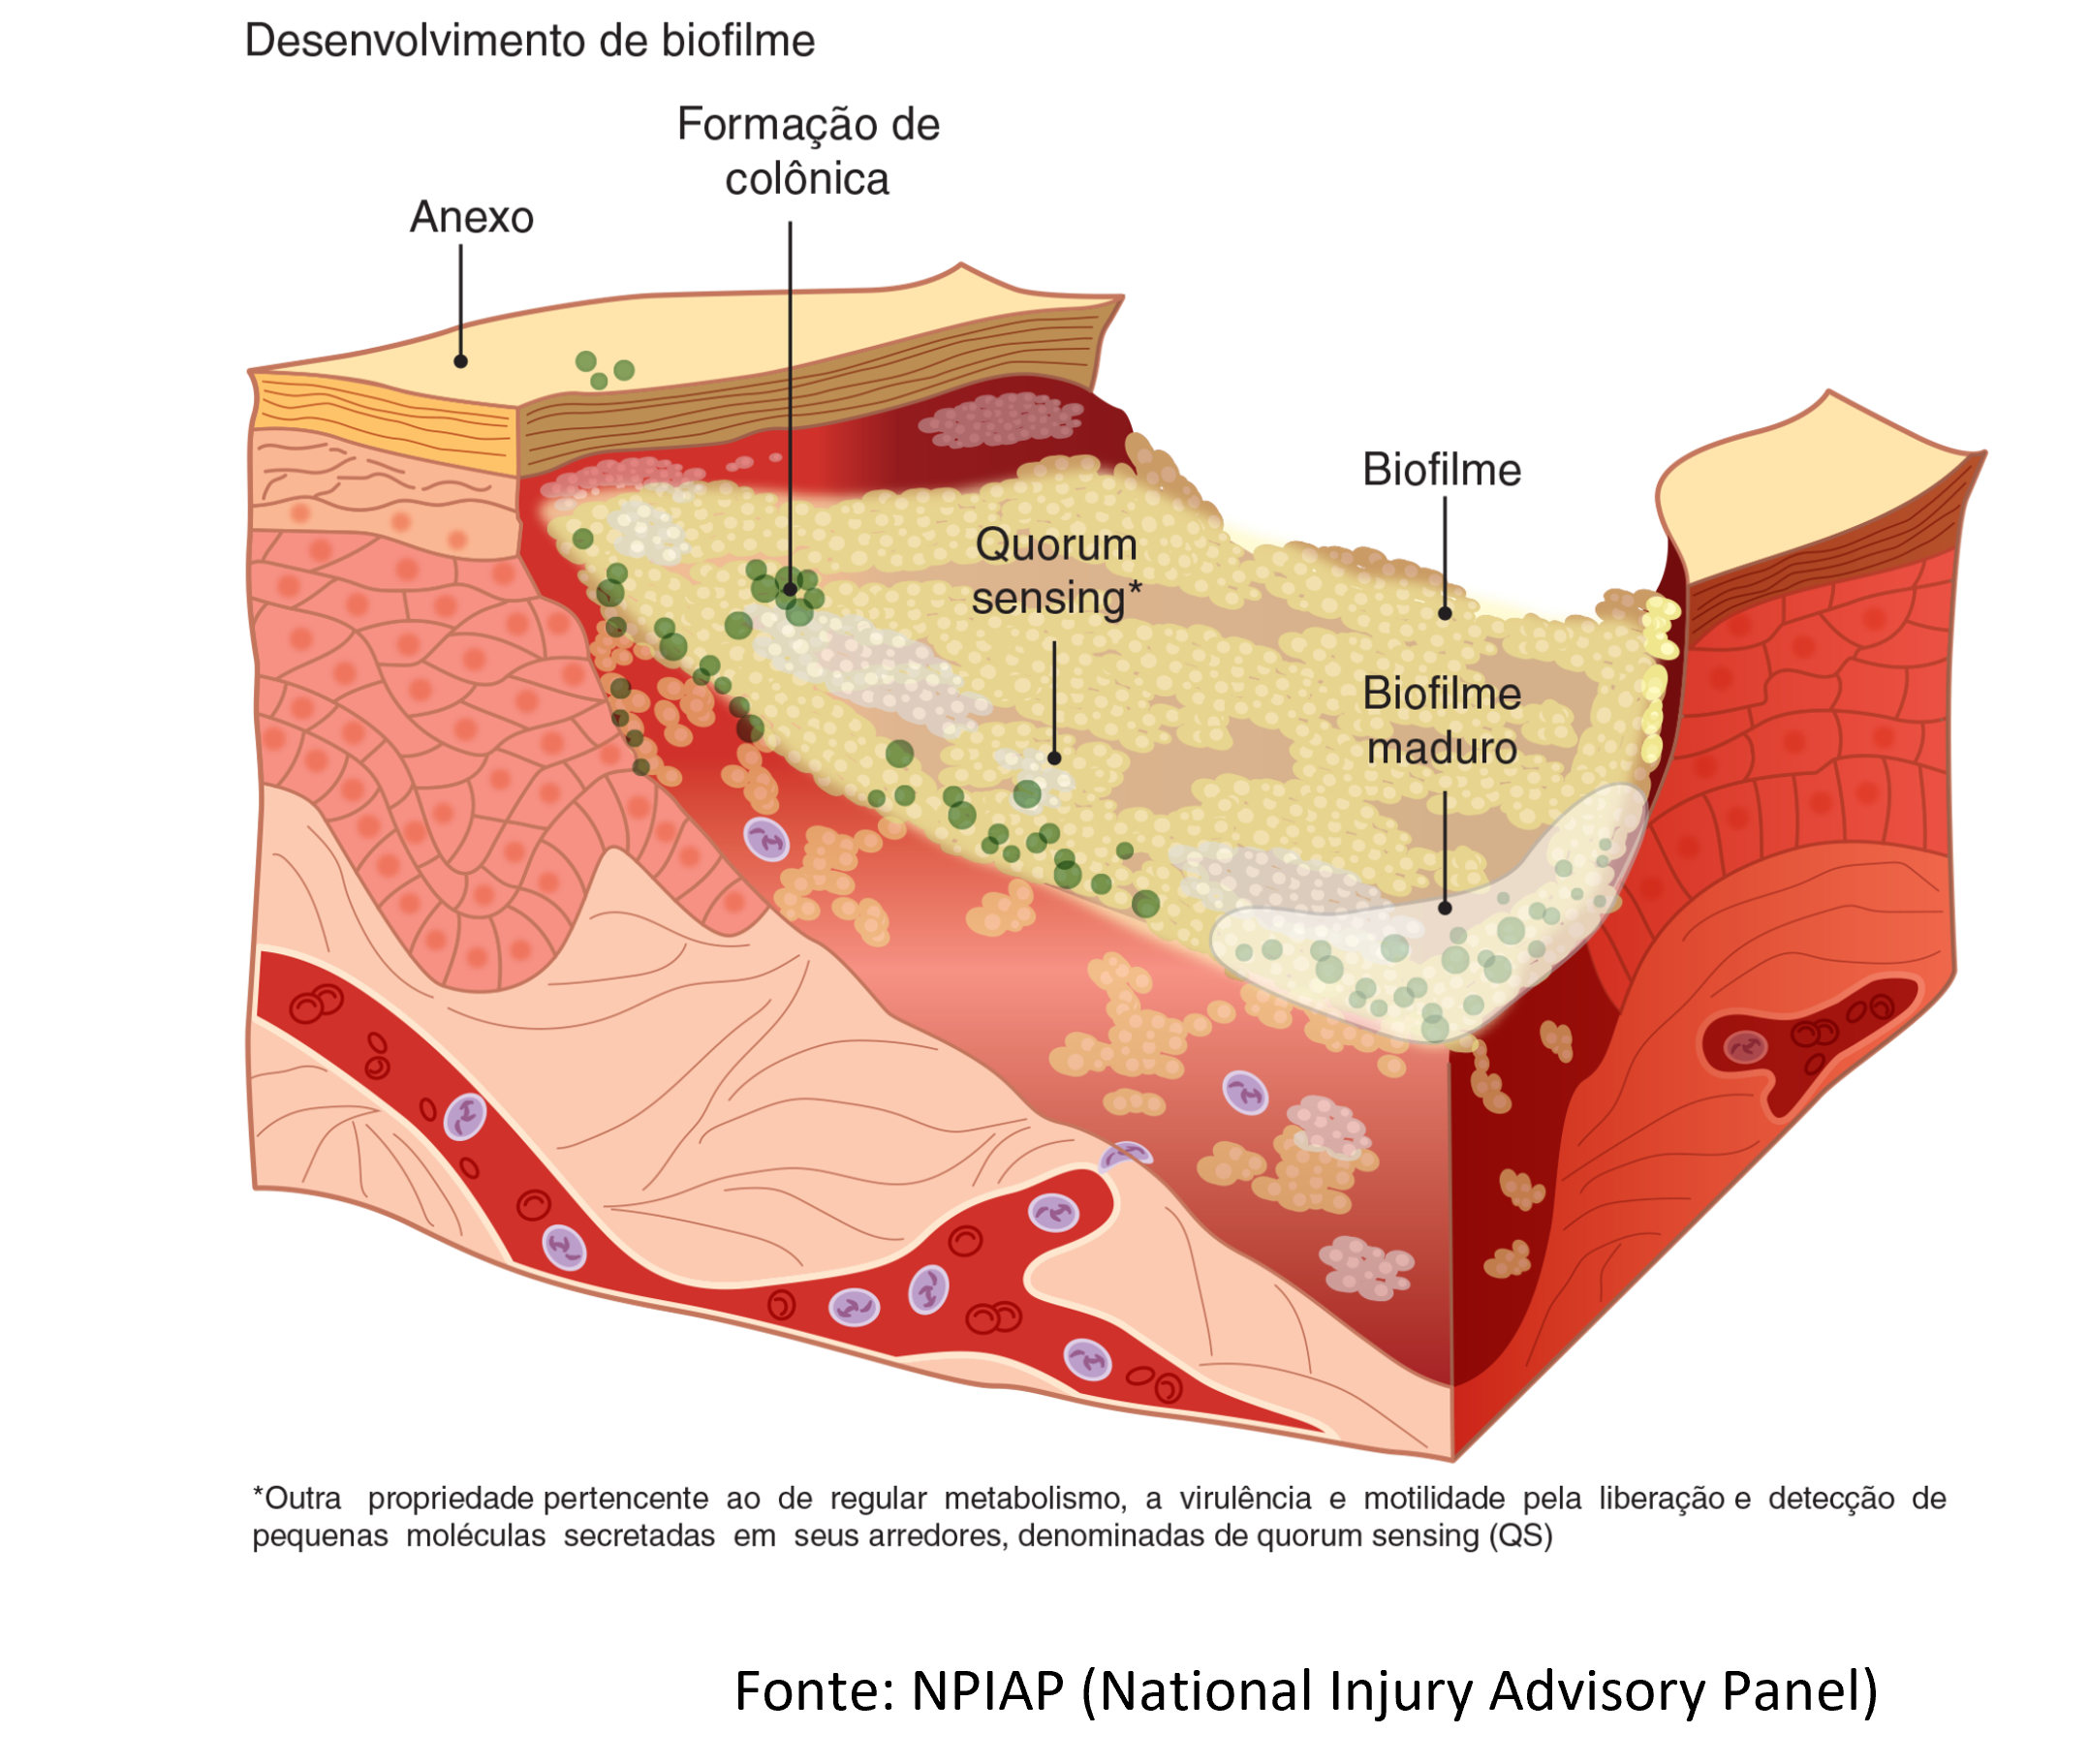 Desenvolvimento de biofilme
Formação de
colônica
Anexo
Biofilme
Quorum
sensing*
Biofilme
maduro
*Outra propriedade pertencente ao de regular metabolismo, a virulência e motilidade pela liberação e detecção de
pequenas moléculas secretadas em seus arredores, denominadas de quorum sensing (QS)
Fonte: NPIAP (National Injury Advisory Panel)